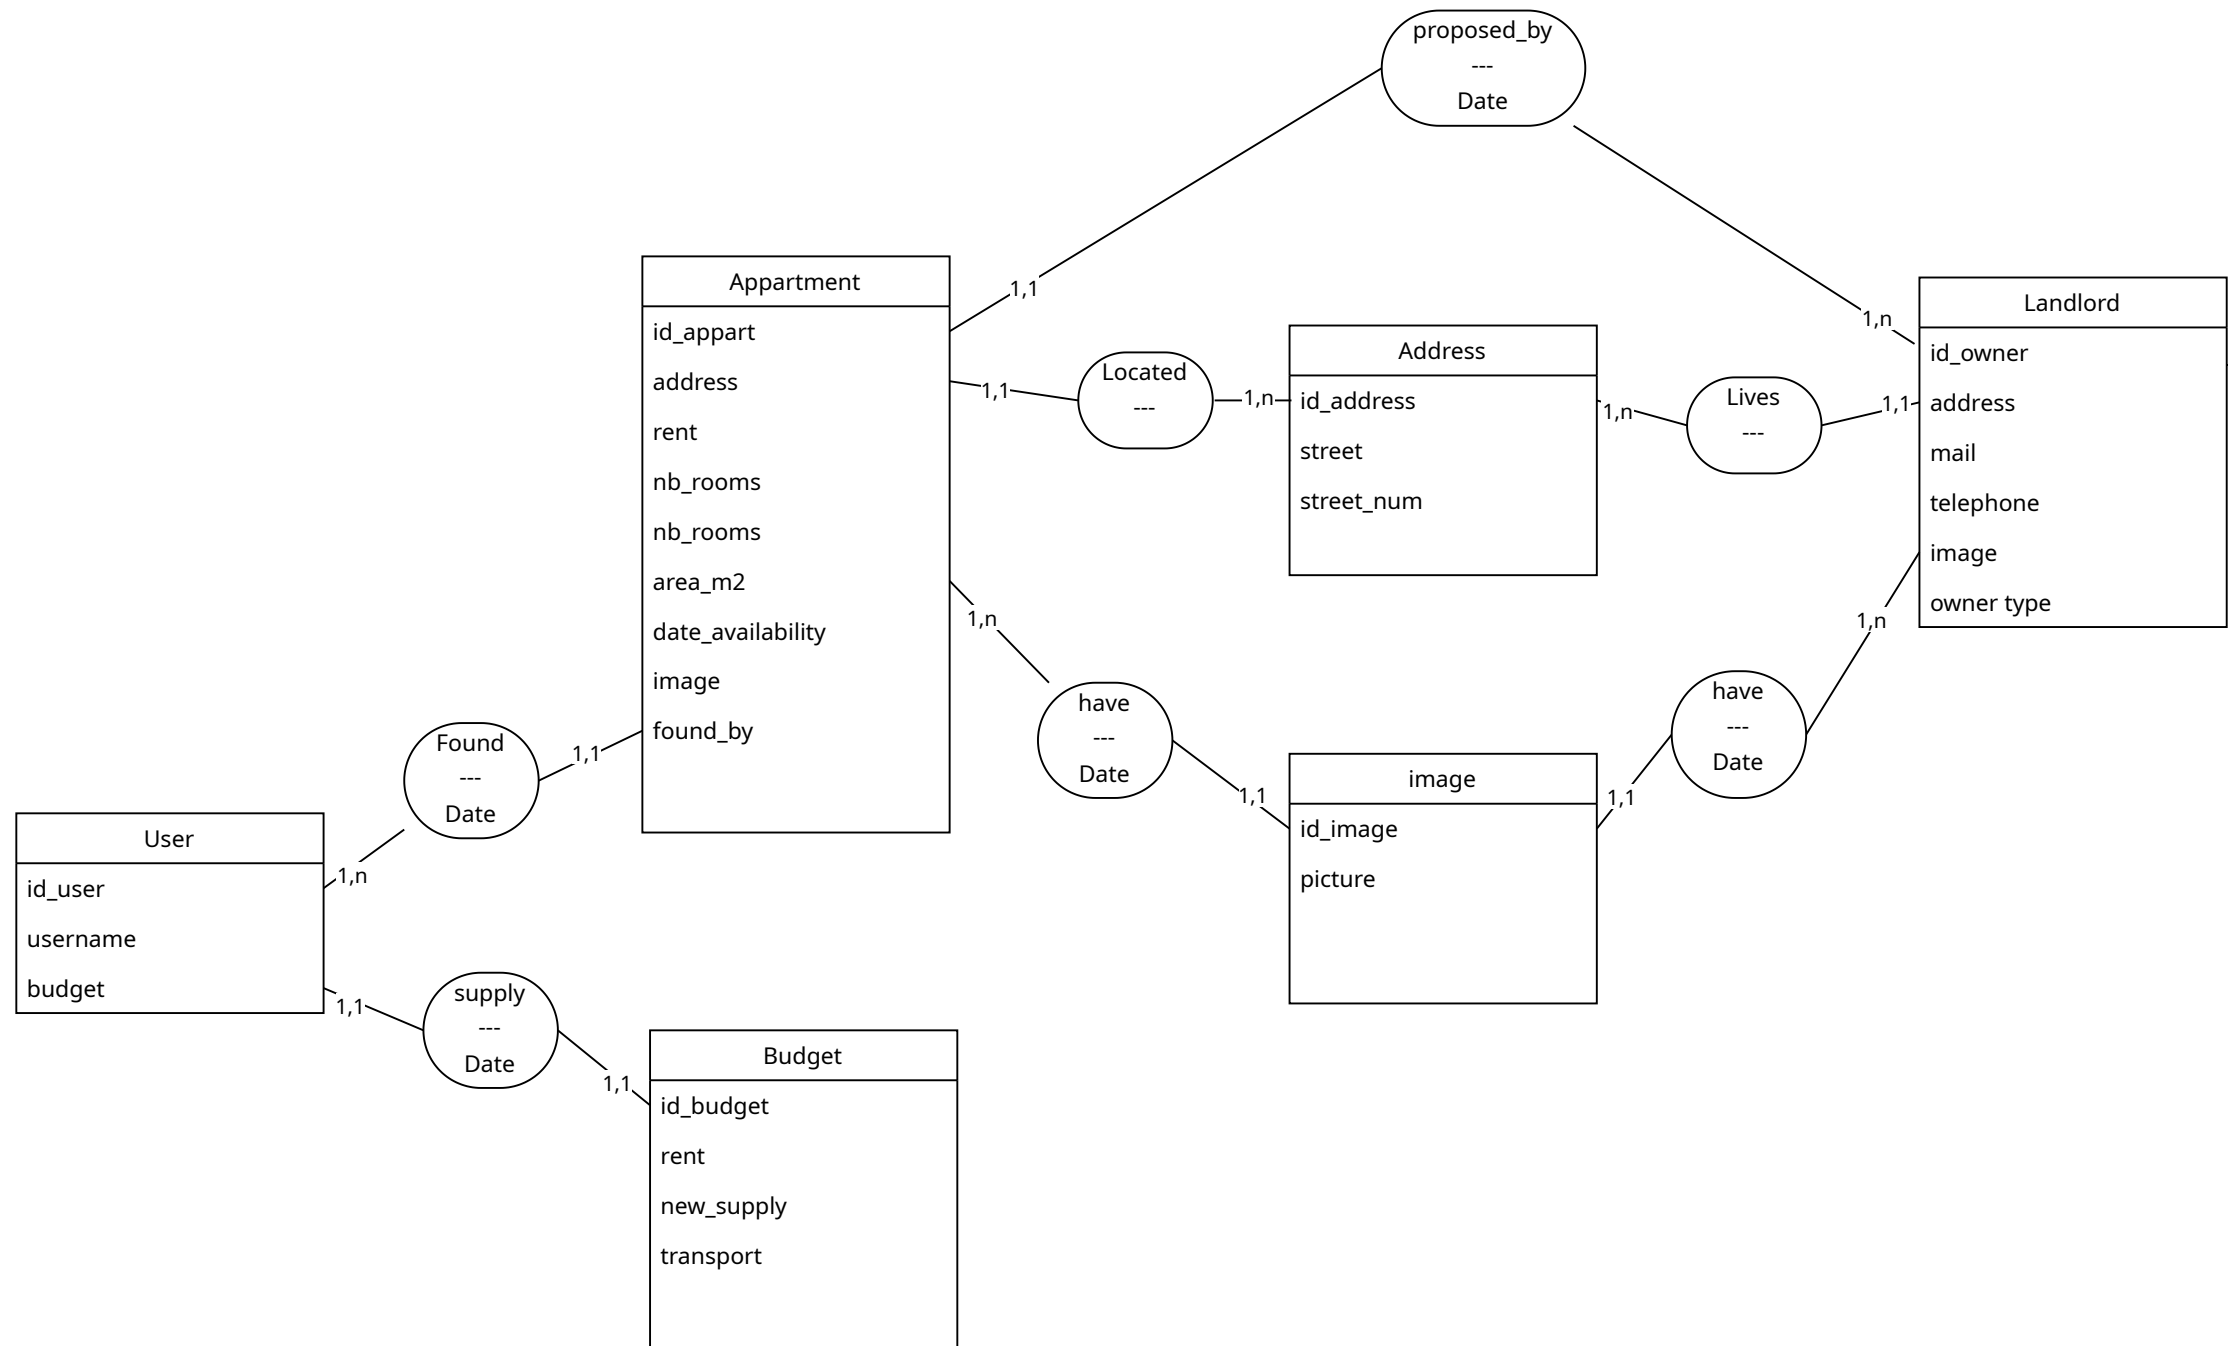 proposed_by
---
Date
1,1
1,n
Appartment
id_appart
address
rent
nb_rooms
nb_rooms
area_m2
date_availability
image
found_by
1,1
Located
---
1,n
Address
id_address
street
street_num
1,n
Lives
---
1,1
Landlord
id_owner
address
mail
telephone
image
owner type
1,n
have
---
Date
1,1
image
id_image
picture
1,1
have
---
Date
1,n
Found
---
Date
1,1
1,n
User
id_user
username
budget
1,1
supply
---
Date
1,1
Budget
id_budget
rent
new_supply
transport